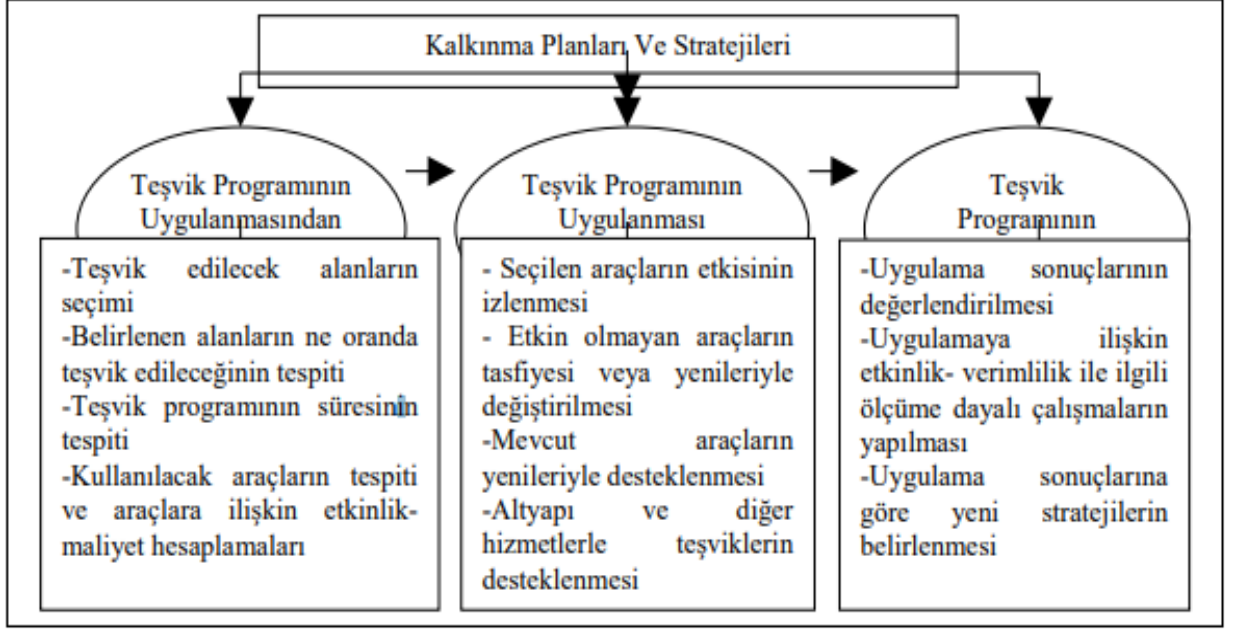 Kalkınma Planları Ve Stratejileri
Teşvik Programının
Uygulanmasından
-Teşvik edilecek alanların
seçimi
-Belirlenen alanların ne oranda
teşvik edileceğinin tespiti
-Teşvik programının süresinin
tespiti
-Kullanılacak araçların tespiti
ve araçlara ilişkin etkinlik-
maliyet hesaplamaları
Teşvik Programının
Uygulanması
- Seçilen araçların etkisinin
izlenmesi
- Etkin olmayan araçların
tasfiyesi veya yenileriyle
değiştirilmesi
-Mevcut araçların
yenileriyle desteklenmesi
-Altyapı ve diğer
hizmetlerle teşviklerin
desteklenmesi
Teşvik
Programının
-Uygulama sonuçlarının
değerlendirilmesi
-Uygulamaya ilişkin
etkinlik- verimlilik ile ilgili
ölçüme dayalı çalışmaların
yapılması
-Uygulama sonuçlarına
göre yeni stratejilerin
belirlenmesi